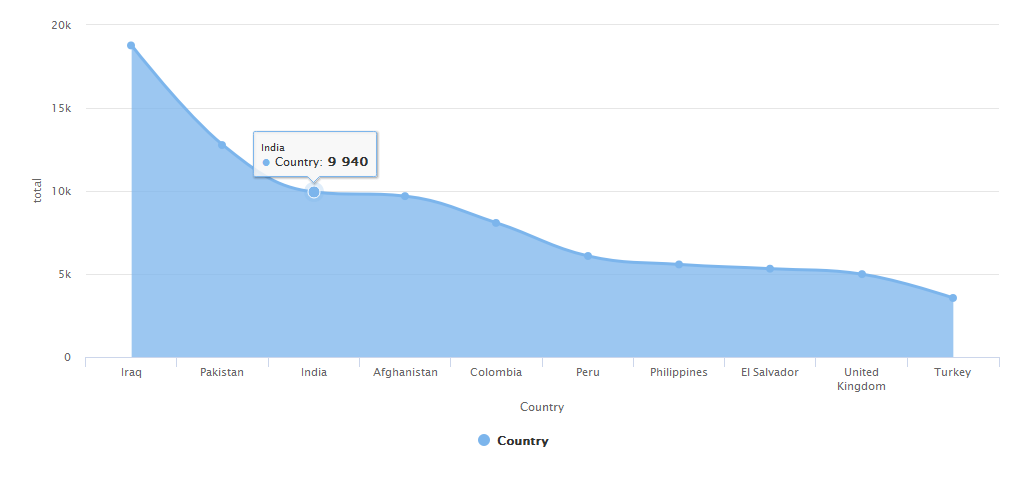 20k
15k
10k
5k
0
total
India
Country: 9 940
Iraq
Pakistan
India
Afghanistan
Colombia
Peru
Philippines
El Salvador
United
Kingdom
Turkey
Country
Country